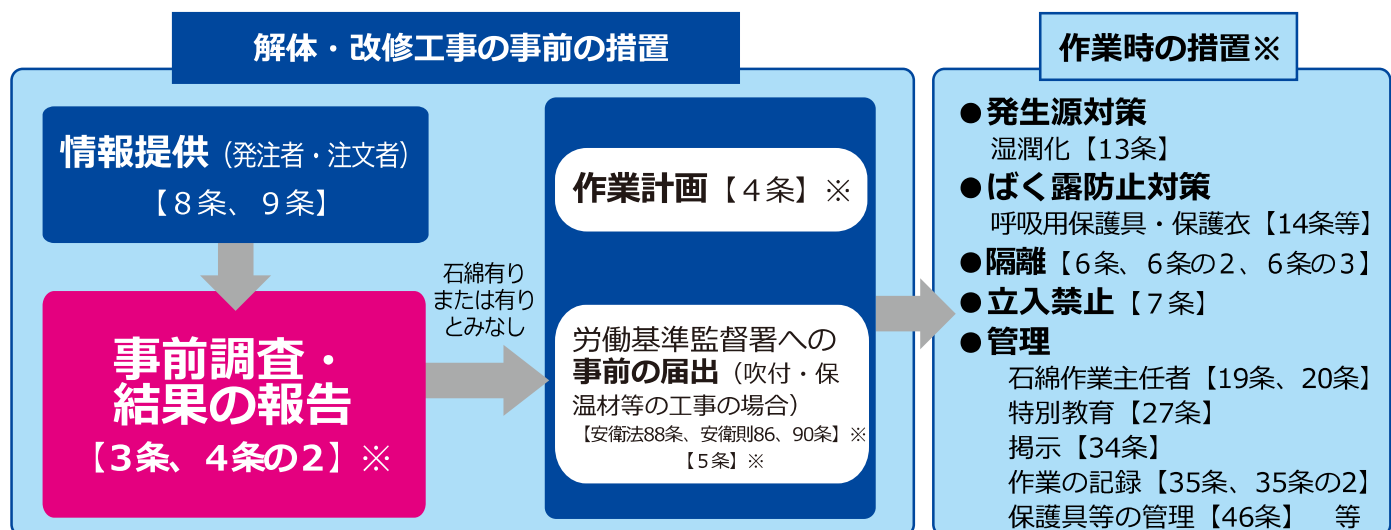 解体・改修工事の事前の措置
情報提供（発注者・注文者）
【８条、９条】
事前調査・
結果の報告
【３条、４条の２】※
石綿有り
または有り
とみなし
作業計画【４条】※
労働基準監督署への
事前の届出（吹付・保
温材等の工事の場合）
【安衛法88条、安衛則86、90条】※
【５条】※
作業時の措置※
●発生源対策
湿潤化【13条】
●ばく露防止対策
呼吸用保護具・保護衣【14条等】
●隔離【６条、６条の２、６条の３】
●立入禁止【７条】
●管理
石綿作業主任者【19条、20条】
特別教育【27条】
掲示【34条】
作業の記録【35条、35条の2】
保護具等の管理【46条】　等